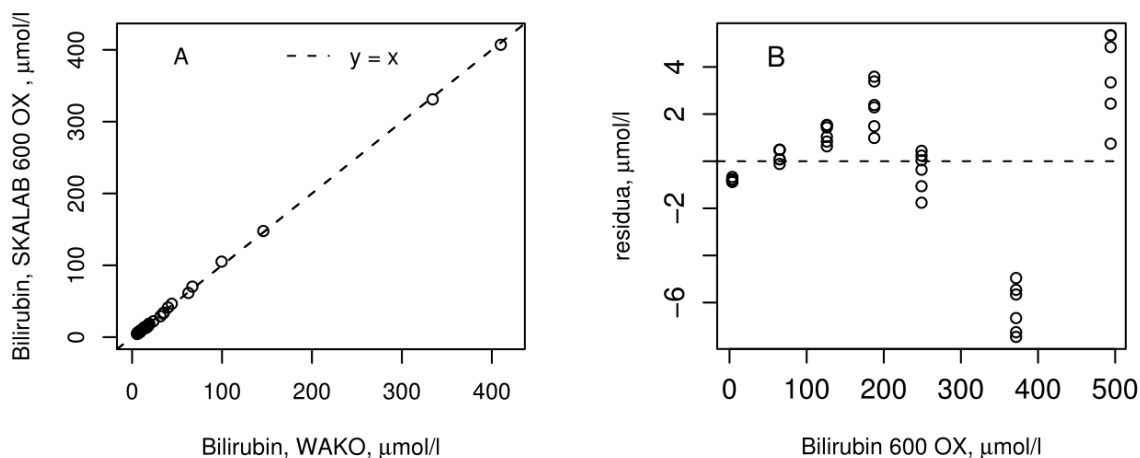 A
y = x
Bilirubin, SKALAB 600 OX , μmol/l
400
300
200
100
0
0
100
200
300
400
Bilirubin, WAKO, μmol/l
B
residua, μmol/l
4
2
−2
−6
0
100
200
300
400
500
Bilirubin 600 OX, μmol/l